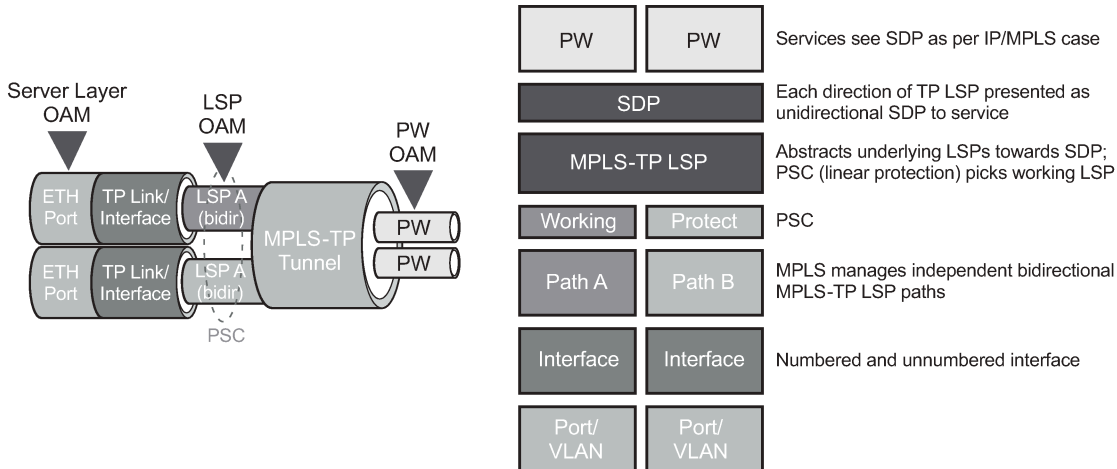 Server Layer
OAM
LSP
OAM
PW
OAM
ETH
Port
TP Link/
Interface
LSP A
(bidir)
MPLS-TP
Tunnel
PW
PW
ETH
Port
TP Link/
Interface
LSP A
(bidir)
PSC
PW
PW
Services see SDP as per IP/MPLS case
SDP
Each direction of TP LSP presented as
unidirectional SDP to service
MPLS-TP LSP
Abstracts underlying LSPs towards SDP;
PSC (linear protection) picks working LSP
Working
Protect
PSC
Path A
Path B
MPLS manages independent bidirectional
MPLS-TP LSP paths
Interface
Interface
Numbered and unnumbered interface
Port/
VLAN
Port/
VLAN